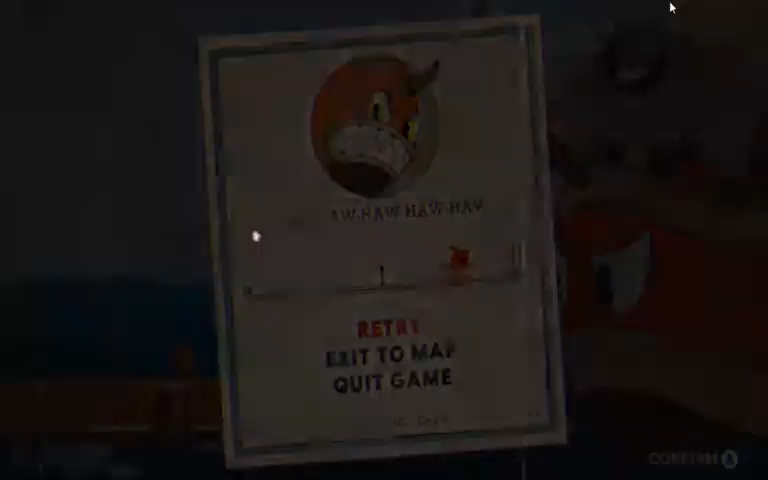 AW-HAW-HAW-HAW
RETRY
EXIT TO MAP
QUIT GAME
CONFIRM A